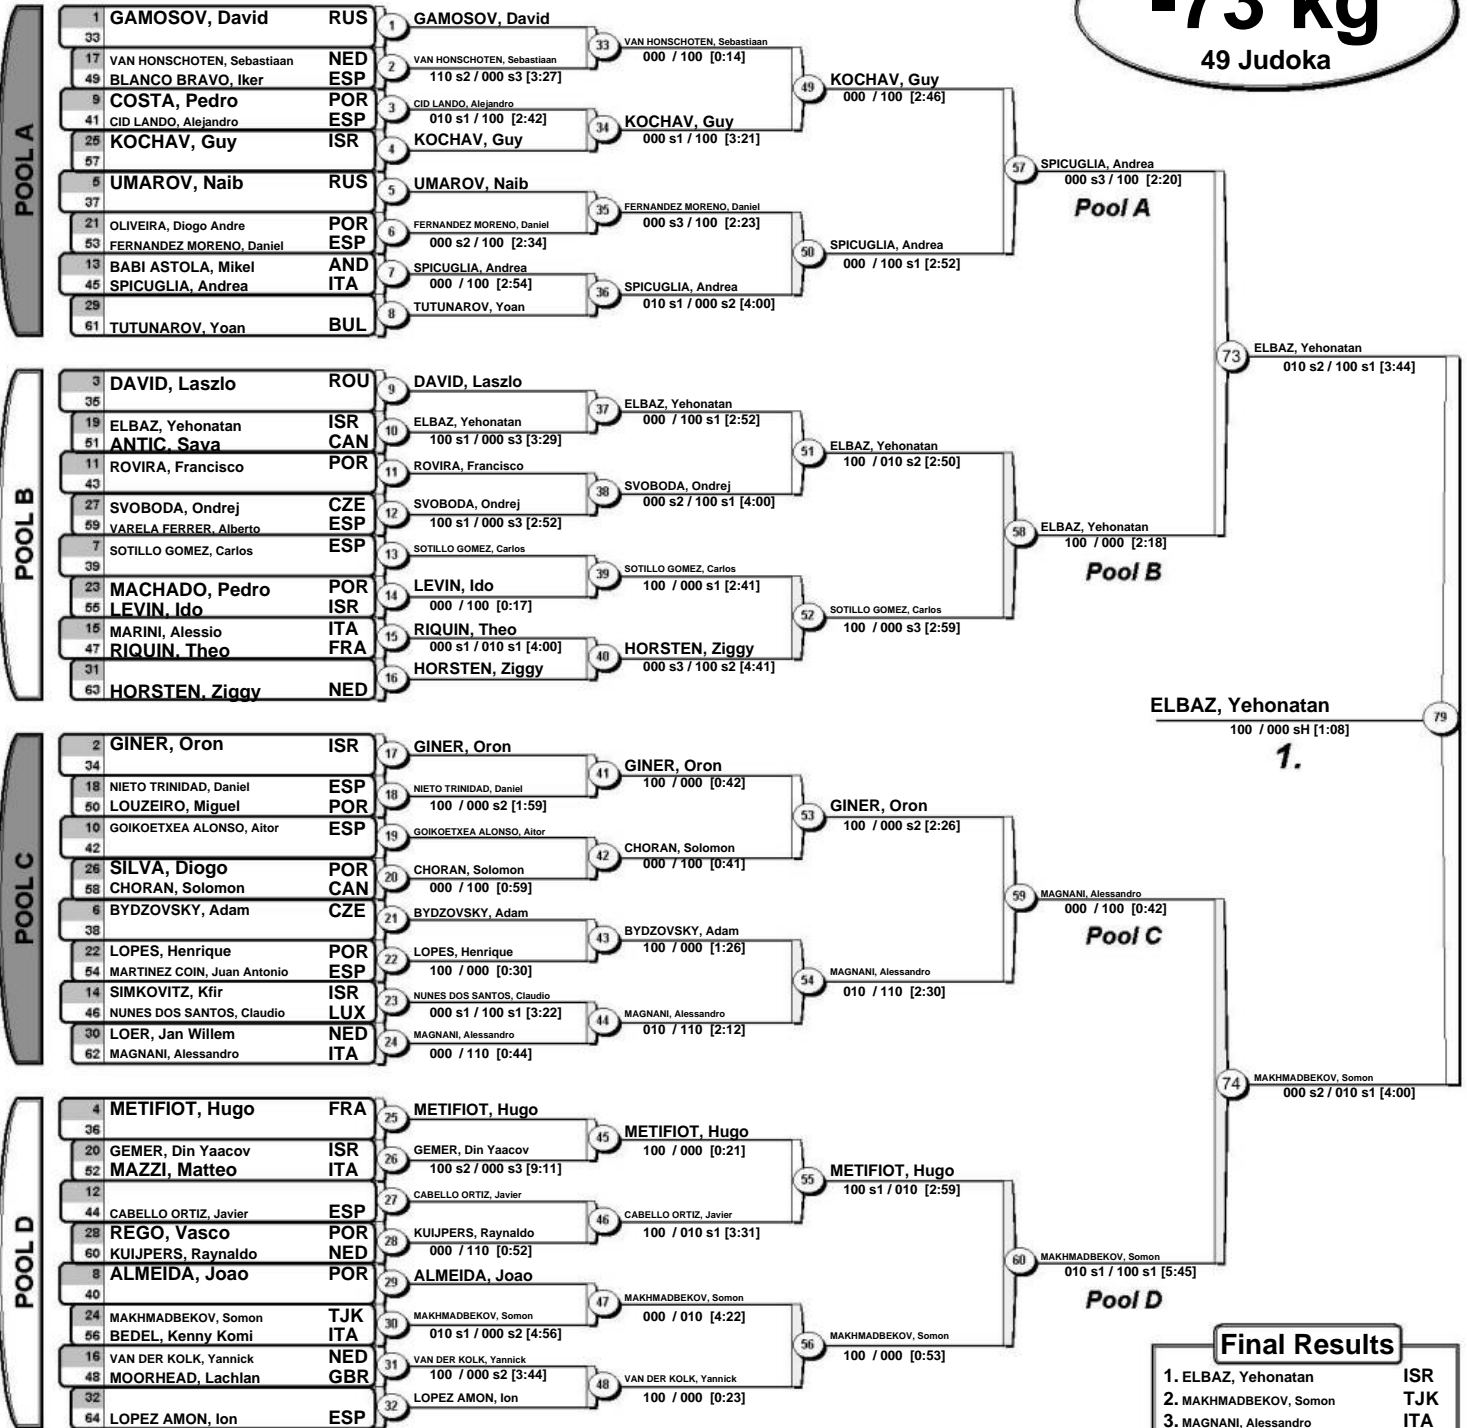 -73 kg
49 Judoka
POOL A
1 GAMOSOV, David RUS
33
17 VAN HONSCHOTEN, Sebastiaan NED
49 BLANCO BRAVO, Iker ESP
9 COSTA, Pedro POR
41 CID LANDO, Alejandro ESP
25 KOCHAV, Guy ISR
57
5 UMAROV, Naib RUS
37
21 OLIVEIRA, Diogo Andre POR
53 FERNANDEZ MORENO, Daniel ESP
13 BABI ASTOLA, Mikel AND
45 SPICUGLIA, Andrea ITA
29
61 TUTUNAROV, Yoan BUL
1 GAMOSOV, David
2 VAN HONSCHOTEN, Sebastiaan
110 s2 / 000 s3 [3:27]
3 CID LANDO, Alejandro
010 s1 / 100 [2:42]
4 KOCHAV, Guy
5 UMAROV, Naib
6 FERNANDEZ MORENO, Daniel
000 s2 / 100 [2:34]
7 SPICUGLIA, Andrea
000 / 100 [2:54]
8 TUTUNAROV, Yoan
33 VAN HONSCHOTEN, Sebastiaan
000 / 100 [0:14]
34 KOCHAV, Guy
000 s1 / 100 [3:21]
35 FERNANDEZ MORENO, Daniel
000 s3 / 100 [2:23]
36 SPICUGLIA, Andrea
010 s1 / 000 s2 [4:00]
49 KOCHAV, Guy
000 / 100 [2:46]
50 SPICUGLIA, Andrea
000 / 100 s1 [2:52]
57 SPICUGLIA, Andrea
000 s3 / 100 [2:20]
Pool A
POOL B
3 DAVID, Laszlo ROU
35
19 ELBAZ, Yehonatan ISR
51 ANTIC, Sava CAN
11 ROVIRA, Francisco POR
43
27 SVOBODA, Ondrej CZE
59 VARELA FERRER, Alberto ESP
7 SOTILLO GOMEZ, Carlos ESP
39
23 MACHADO, Pedro POR
55 LEVIN, Ido ISR
15 MARINI, Alessio ITA
47 RIQUIN, Theo FRA
31
63 HORSTEN, Ziggy NED
9 DAVID, Laszlo
10 ELBAZ, Yehonatan
100 s1 / 000 s3 [3:29]
11 ROVIRA, Francisco
12 SVOBODA, Ondrej
100 s1 / 000 s3 [2:52]
13 SOTILLO GOMEZ, Carlos
14 LEVIN, Ido
000 / 100 [0:17]
15 RIQUIN, Theo
000 s1 / 010 s1 [4:00]
16 HORSTEN, Ziggy
37 ELBAZ, Yehonatan
000 / 100 s1 [2:52]
38 SVOBODA, Ondrej
000 s2 / 100 s1 [4:00]
39 SOTILLO GOMEZ, Carlos
100 / 000 s1 [2:41]
40 HORSTEN, Ziggy
000 s3 / 100 s2 [4:41]
51 ELBAZ, Yehonatan
100 / 010 s2 [2:50]
52 SOTILLO GOMEZ, Carlos
100 / 000 s3 [2:59]
58 ELBAZ, Yehonatan
100 / 000 [2:18]
Pool B
73 ELBAZ, Yehonatan
010 s2 / 100 s1 [3:44]
ELBAZ, Yehonatan 79
100 / 000 sH [1:08]
1.
POOL C
2 GINER, Oron ISR
34
18 NIETO TRINIDAD, Daniel ESP
50 LOUZEIRO, Miguel POR
10 GOIKOETXEA ALONSO, Aitor ESP
42
26 SILVA, Diogo POR
58 CHORAN, Solomon CAN
6 BYDZOVSKY, Adam CZE
38
22 LOPES, Henrique POR
54 MARTINEZ COIN, Juan Antonio ESP
14 SIMKOVITZ, Kfir ISR
46 NUNES DOS SANTOS, Claudio LUX
30 LOER, Jan Willem NED
62 MAGNANI, Alessandro ITA
17 GINER, Oron
18 NIETO TRINIDAD, Daniel
100 / 000 s2 [1:59]
19 GOIKOETXEA ALONSO, Aitor
20 CHORAN, Solomon
000 / 100 [0:59]
21 BYDZOVSKY, Adam
22 LOPES, Henrique
100 / 000 [0:30]
23 NUNES DOS SANTOS, Claudio
000 s1 / 100 s1 [3:22]
24 MAGNANI, Alessandro
000 / 110 [0:44]
41 GINER, Oron
100 / 000 [0:42]
42 CHORAN, Solomon
000 / 100 [0:41]
43 BYDZOVSKY, Adam
100 / 000 [1:26]
44 MAGNANI, Alessandro
010 / 110 [2:12]
53 GINER, Oron
100 / 000 s2 [2:26]
54 MAGNANI, Alessandro
010 / 110 [2:30]
59 MAGNANI, Alessandro
000 / 100 [0:42]
Pool C
POOL D
4 METIFIOT, Hugo FRA
36
20 GEMER, Din Yaacov ISR
52 MAZZI, Matteo ITA
12
44 CABELLO ORTIZ, Javier ESP
28 REGO, Vasco POR
60 KUIJPERS, Raynaldo NED
8 ALMEIDA, Joao POR
40
24 MAKHMADBEKOV, Somon TJK
56 BEDEL, Kenny Komi ITA
16 VAN DER KOLK, Yannick NED
48 MOORHEAD, Lachlan GBR
32
64 LOPEZ AMON, Ion ESP
25 METIFIOT, Hugo
26 GEMER, Din Yaacov
100 s2 / 000 s3 [9:11]
27 CABELLO ORTIZ, Javier
28 KUIJPERS, Raynaldo
000 / 110 [0:52]
29 ALMEIDA, Joao
30 MAKHMADBEKOV, Somon
010 s1 / 000 s2 [4:56]
31 VAN DER KOLK, Yannick
100 / 000 s2 [3:44]
32 LOPEZ AMON, Ion
45 METIFIOT, Hugo
100 / 000 [0:21]
46 CABELLO ORTIZ, Javier
100 / 010 s1 [3:31]
47 MAKHMADBEKOV, Somon
000 / 010 [4:22]
48 VAN DER KOLK, Yannick
100 / 000 [0:23]
55 METIFIOT, Hugo
100 s1 / 010 [2:59]
56 MAKHMADBEKOV, Somon
100 / 000 [0:53]
60 MAKHMADBEKOV, Somon
010 s1 / 100 s1 [5:45]
Pool D
74 MAKHMADBEKOV, Somon
000 s2 / 010 s1 [4:00]
Final Results
1. ELBAZ, Yehonatan ISR
2. MAKHMADBEKOV, Somon TJK
3. MAGNANI, Alessandro ITA